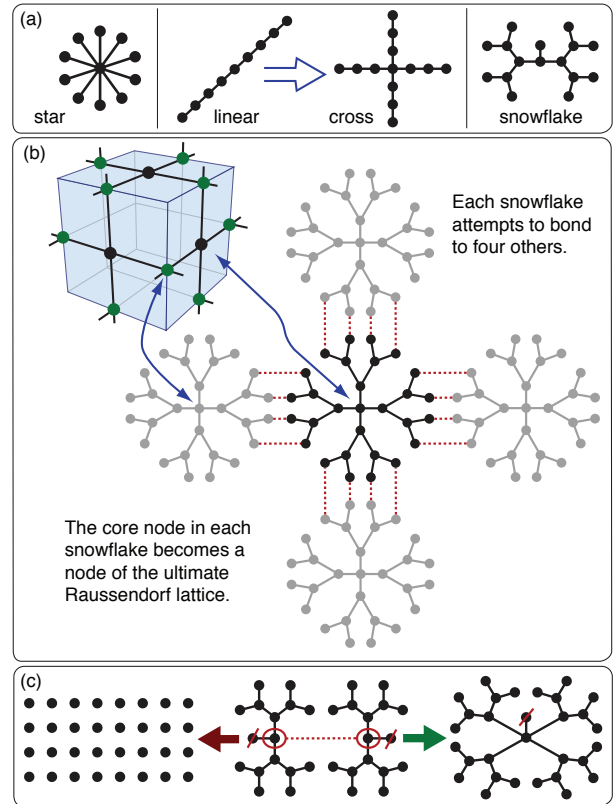 (a)
star
linear
cross
snowflake
(b)
Each snowflake
attempts to bond
to four others.
The core node in each
snowflake becomes a
node of the ultimate
Raussendorf lattice.
(c)